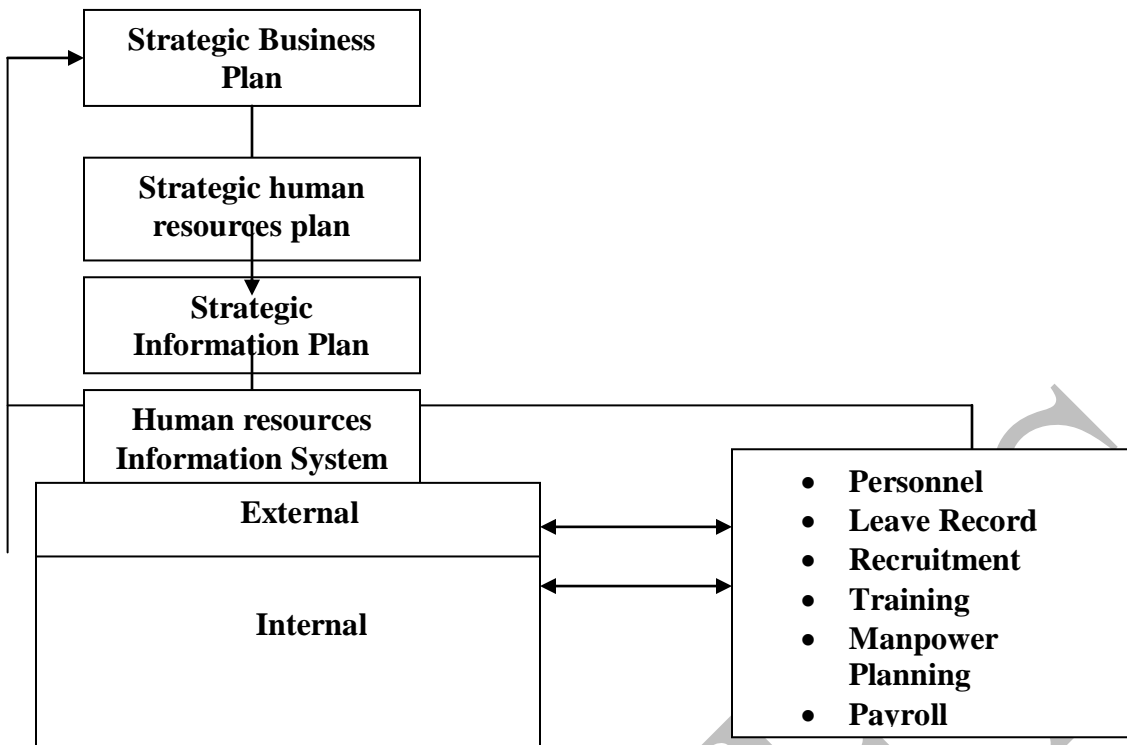 Strategic Business
Plan
Strategic human
resources plan
Strategic
Information Plan
Human resources
Information System
External
Internal
• Personnel
• Leave Record
• Recruitment
• Training
• Manpower
Planning
• Payroll